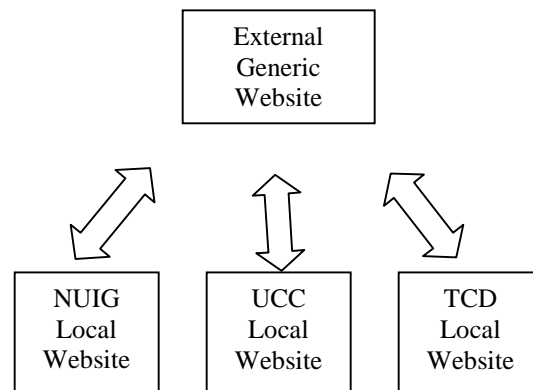 External
Generic
Website
NUIG
Local
Website
UCC
Local
Website
TCD
Local
Website